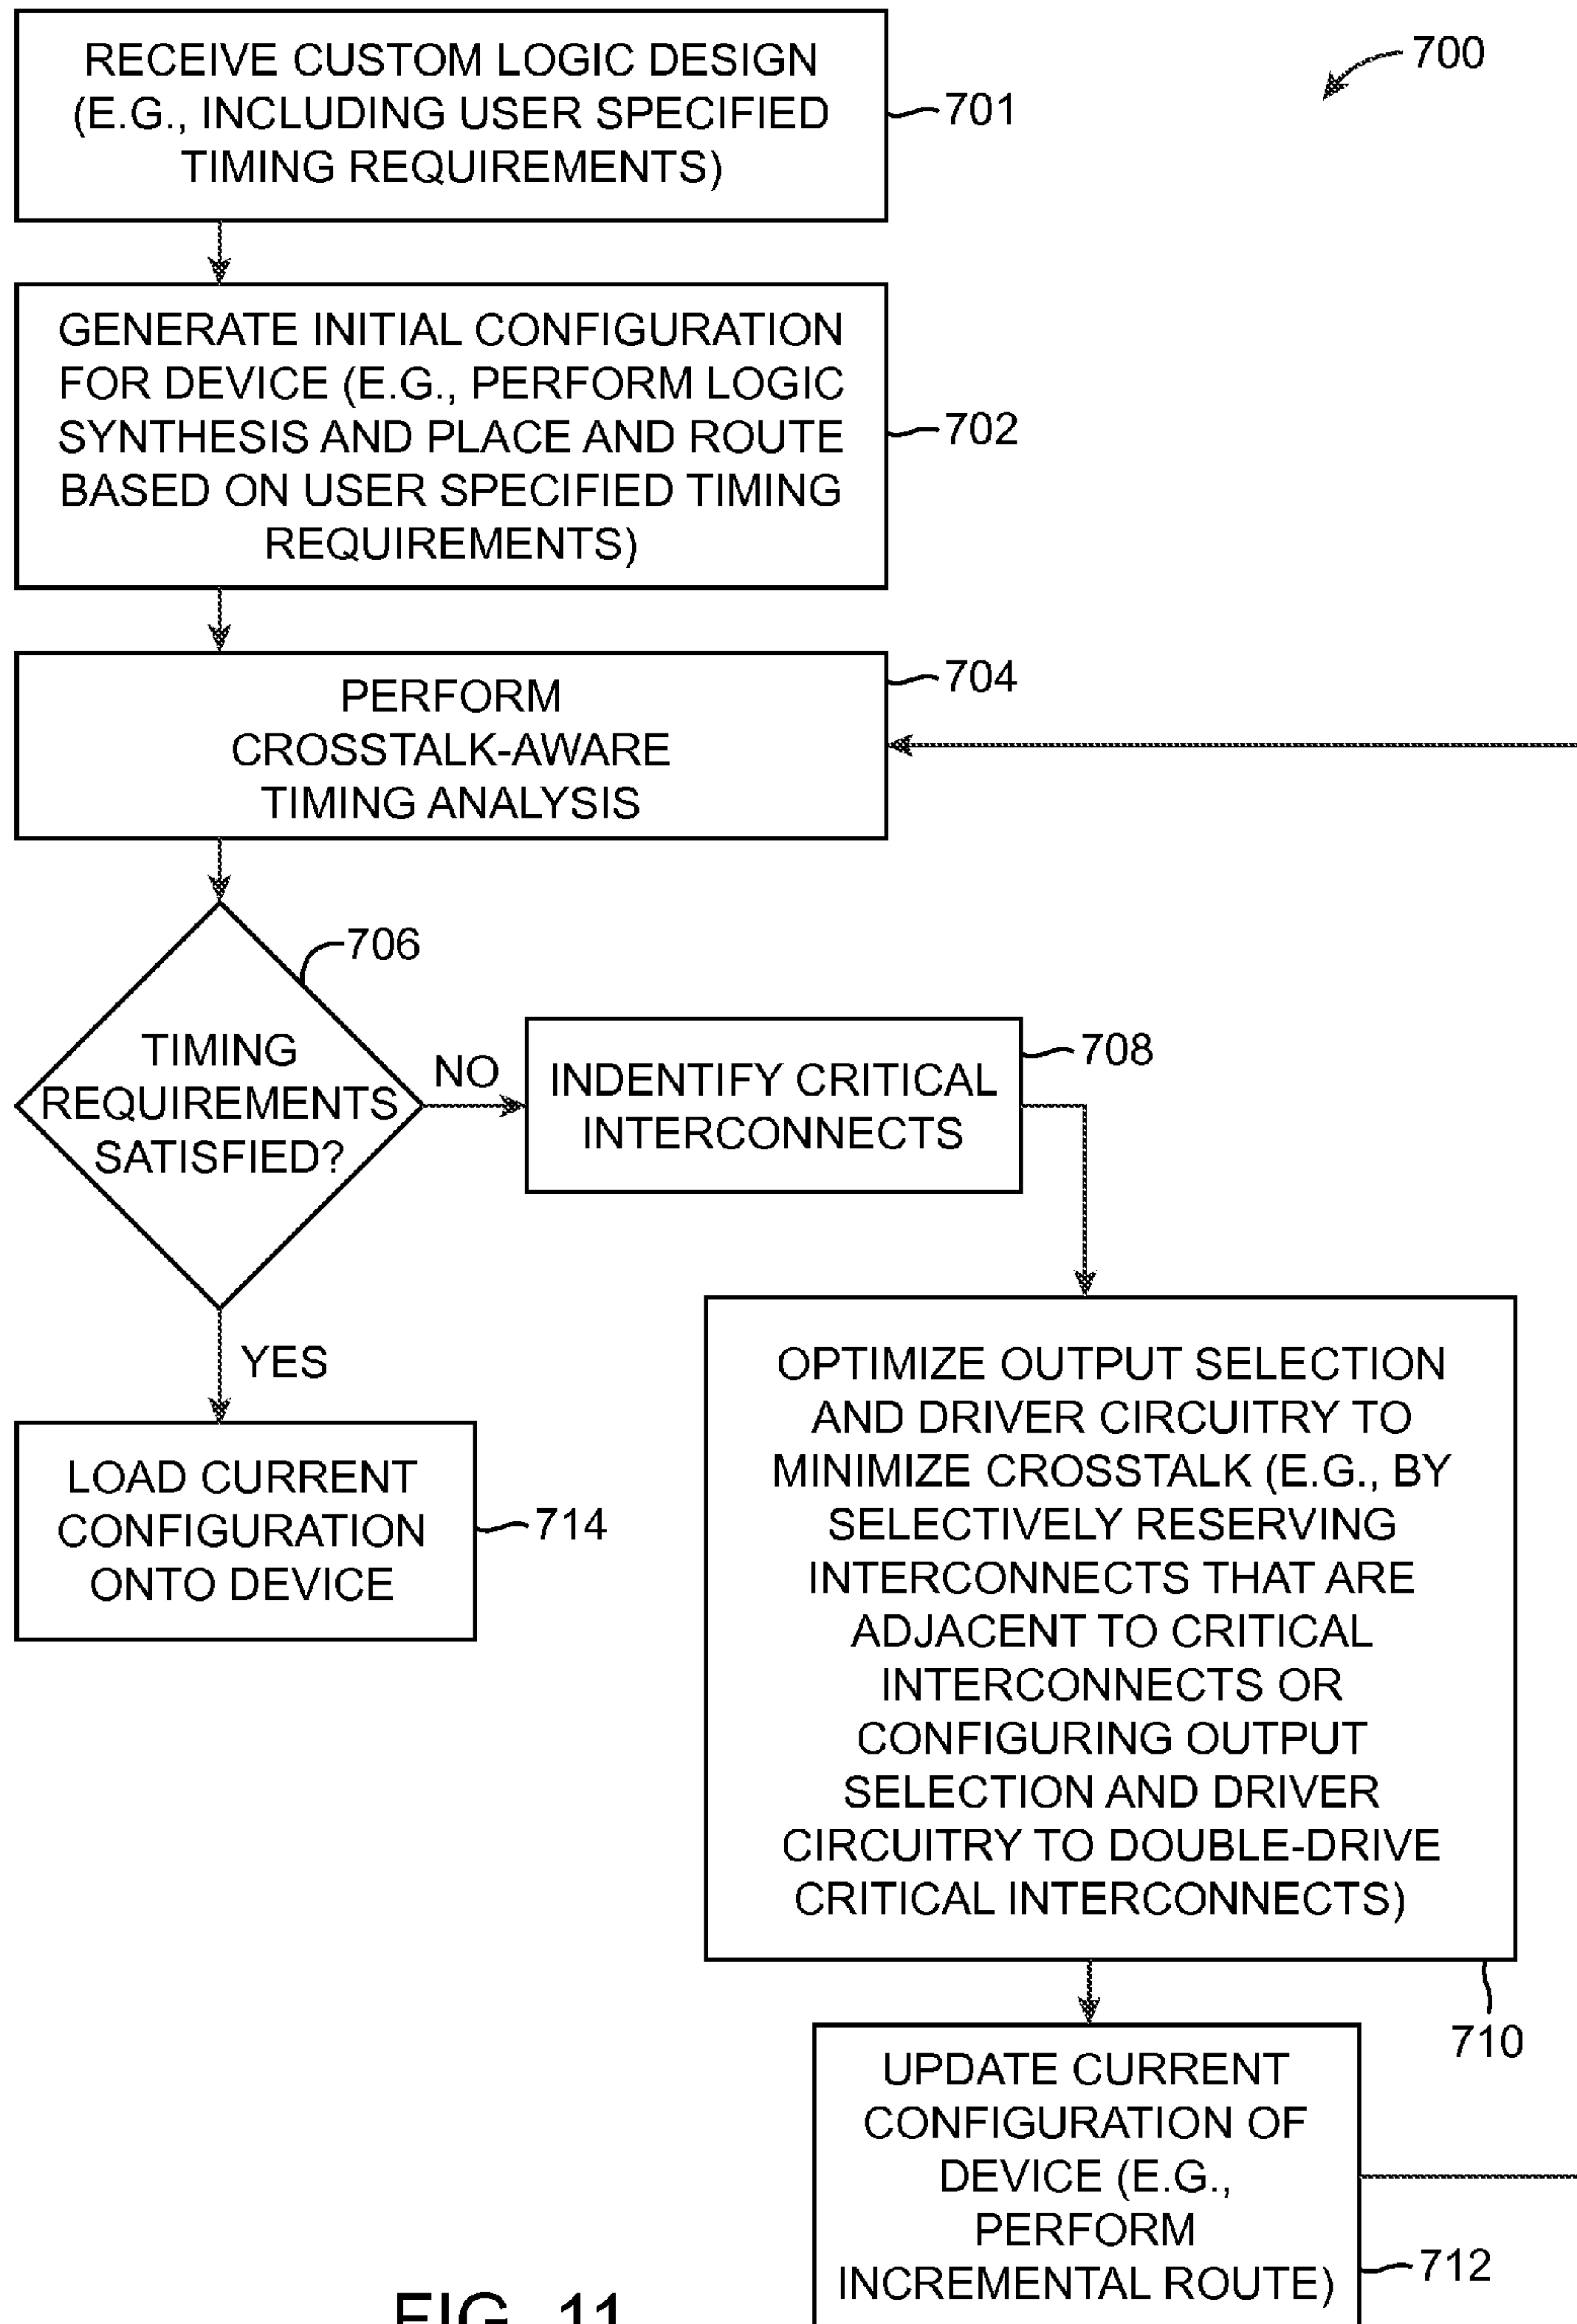 RECEIVE CUSTOM LOGIC DESIGN
(E.G., INCLUDING USER SPECIFIED
TIMING REQUIREMENTS)
701
700
GENERATE INITIAL CONFIGURATION
FOR DEVICE (E.G., PERFORM LOGIC
SYNTHESIS AND PLACE AND ROUTE
BASED ON USER SPECIFIED TIMING
REQUIREMENTS)
702
PERFORM
CROSSTALK-AWARE
TIMING ANALYSIS
704
706
TIMING
REQUIREMENTS
SATISFIED?
NO
INDENTIFY CRITICAL
INTERCONNECTS
708
YES
LOAD CURRENT
CONFIGURATION
ONTO DEVICE
714
OPTIMIZE OUTPUT SELECTION
AND DRIVER CIRCUITRY TO
MINIMIZE CROSSTALK (E.G., BY
SELECTIVELY RESERVING
INTERCONNECTS THAT ARE
ADJACENT TO CRITICAL
INTERCONNECTS OR
CONFIGURING OUTPUT
SELECTION AND DRIVER
CIRCUITRY TO DOUBLE-DRIVE
CRITICAL INTERCONNECTS)
710
UPDATE CURRENT
CONFIGURATION OF
DEVICE (E.G.,
PERFORM
INCREMENTAL ROUTE)
712
FIG. 11